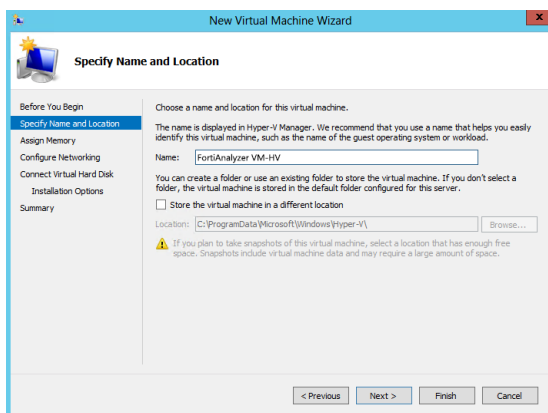 New Virtual Machine Wizard
x
Specify Name and Location
Before You Begin
Specify Name and Location
Assign Memory
Configure Networking
Connect Virtual Hard Disk
Installation Options
Summary
Choose a name and location for this virtual machine.
The name is displayed in Hyper-V Manager. We recommend that you use a name that helps you easily
identify this virtual machine, such as the name of the guest operating system or workload.
Name: FortiAnalyzer VM-HV
You can create a folder or use an existing folder to store the virtual machine. If you don't select a
folder, the virtual machine is stored in the default folder configured for this server.
Store the virtual machine in a different location
Location: C:\ProgramData\Microsoft\Windows\Hyper-V\ Browse...
If you plan to take snapshots of this virtual machine, select a location that has enough free
space. Snapshots include virtual machine data and may require a large amount of space.
< Previous Next > Finish Cancel